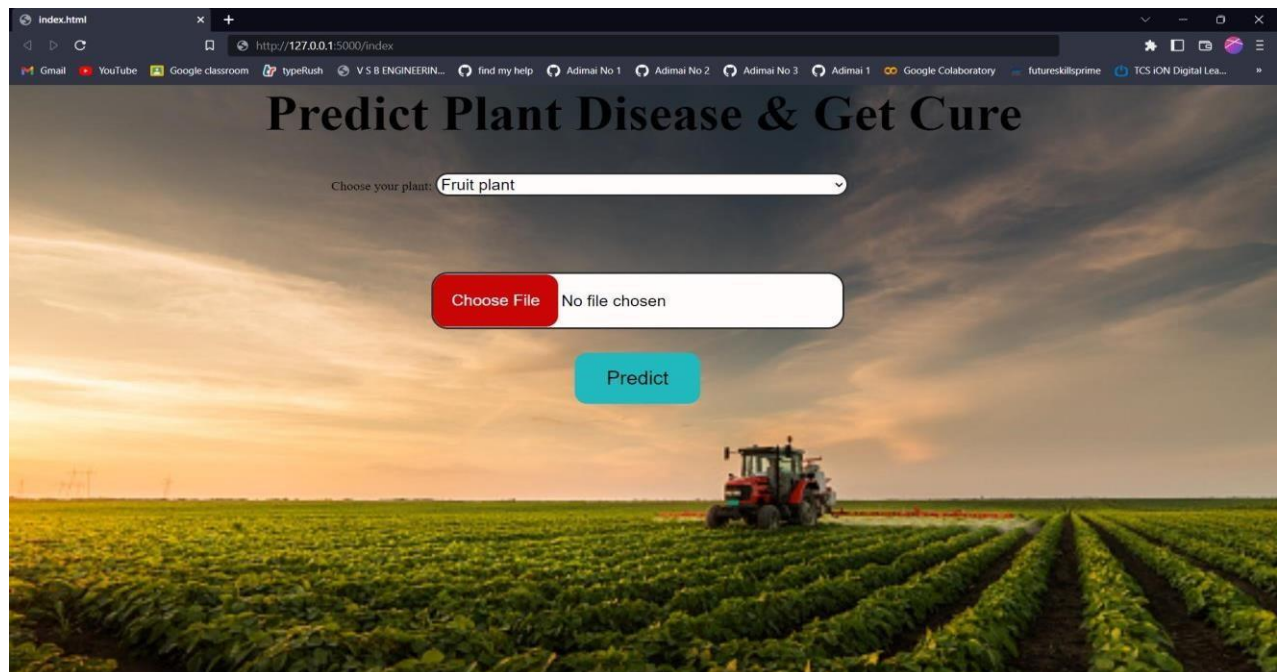 index.html
http://127.0.0.1:5000/index
Gmail YouTube Google classroom typeRush V S B ENGINEERIN... find my help Adimai No 1 Adimai No 2 Adimai No 3 Adimai 1 Google Colaboratory futureskillsprime TCS iON Digital Lea...
Predict Plant Disease & Get Cure
Choose your plant: Fruit plant
Choose File No file chosen
Predict